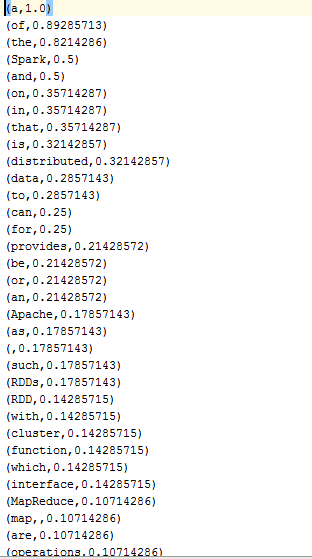 (a,1.0)
(of,0.89285713)
(the,0.8214286)
(Spark,0.5)
(and,0.5)
(on,0.35714287)
(in,0.35714287)
(that,0.35714287)
(is,0.32142857)
(distributed,0.32142857)
(data,0.2857143)
(to,0.2857143)
(can,0.25)
(for,0.25)
(provides,0.21428572)
(be,0.21428572)
(or,0.21428572)
(an,0.21428572)
(Apache,0.17857143)
(as,0.17857143)
(,0.17857143)
(such,0.17857143)
(RDDs,0.17857143)
(RDD,0.14285715)
(with,0.14285715)
(cluster,0.14285715)
(function,0.14285715)
(which,0.14285715)
(interface,0.14285715)
(MapReduce,0.10714286)
(map,,0.10714286)
(are,0.10714286)
(operations,0.10714286)